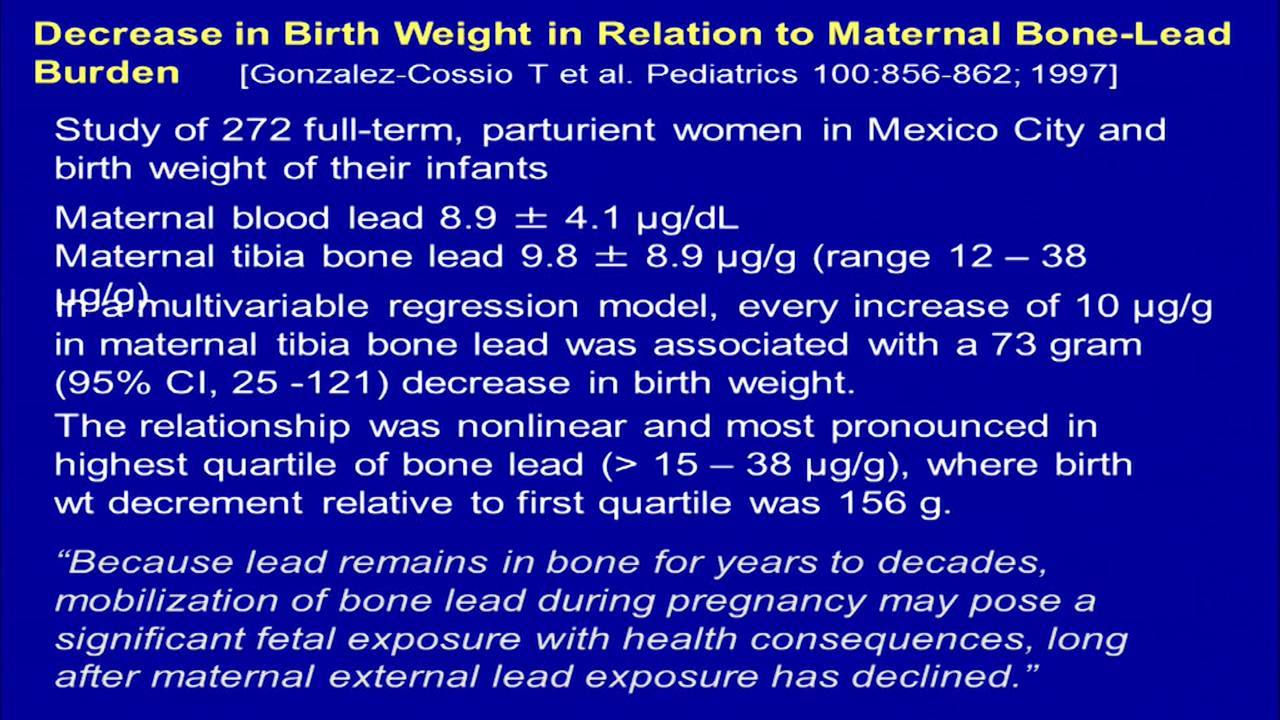 Decrease in Birth Weight in Relation to Maternal Bone-Lead
Burden [Gonzalez-Cossio T et al. Pediatrics 100:856-862; 1997]
Study of 272 full-term, parturient women in Mexico City and
birth weight of their infants
Maternal blood lead 8.9 ± 4.1 µg/dL
Maternal tibia bone lead 9.8 ± 8.9 µg/g (range 12 – 38
µg/g)
In a multivariable regression model, every increase of 10 µg/g
in maternal tibia bone lead was associated with a 73 gram
(95% CI, 25 -121) decrease in birth weight.
The relationship was nonlinear and most pronounced in
highest quartile of bone lead (> 15 – 38 µg/g), where birth
wt decrement relative to first quartile was 156 g.
“Because lead remains in bone for years to decades,
mobilization of bone lead during pregnancy may pose a
significant fetal exposure with health consequences, long
after maternal external lead exposure has declined.”